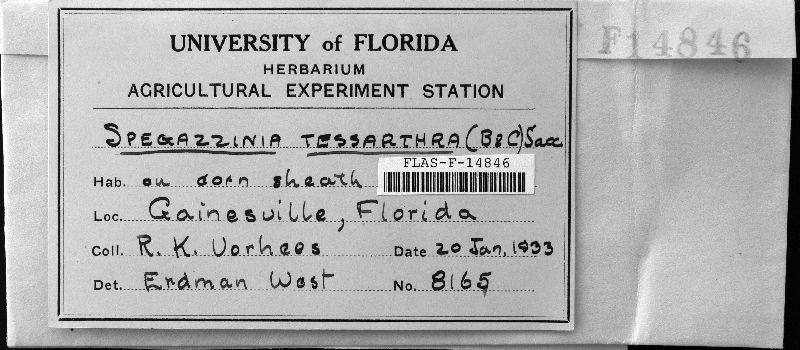 F14846
UNIVERSITY of FLORIDA
HERBARIUM
AGRICULTURAL EXPERIMENT STATION
SPEGAZZINIA TESSARTHRA (B & C) Sacc
FLAS-F-14846
Hab. on corn sheath
Loc. Gainesville, Florida
Coll. R. K. Vorhees Date 20 Jan, 1933
Det. Erdman West No. 8165